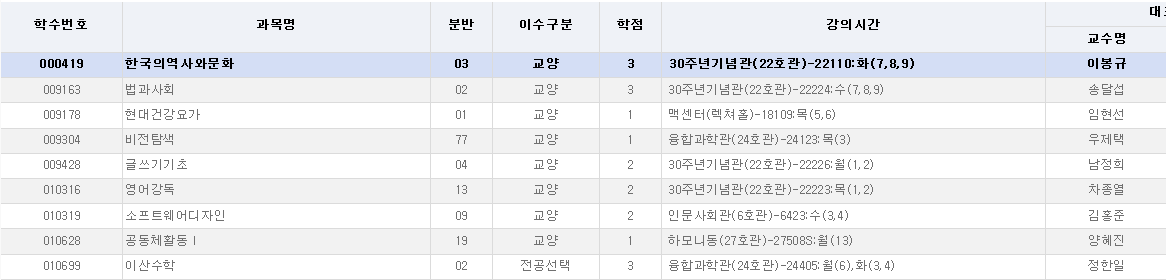 학수번호 과목명 분반 이수구분 학점 강의시간 대표
교수명
000419 한국의역사와문화 03 교양 3 30주년기념관(22호관)-22110:화(7,8,9) 이봉규
009163 법과사회 02 교양 3 30주년기념관(22호관)-22224:수(7,8,9) 송달섭
009178 현대건강요가 01 교양 1 맥센터(렉쳐홀)-18109:목(5,6) 임현선
009304 비전탐색 77 교양 1 융합과학관(24호관)-24123:목(3) 우제택
009428 글쓰기기초 04 교양 2 30주년기념관(22호관)-22226:월(1,2) 남정희
010316 영어강독 13 교양 2 30주년기념관(22호관)-22223:목(1,2) 차종열
010319 소프트웨어디자인 09 교양 2 인문사회관(6호관)-6423:수(3,4) 김홍준
010628 공동체활동Ⅰ 19 교양 1 하모니동(27호관)-27508S:월(13) 양혜진
010699 이산수학 02 전공선택 3 융합과학관(24호관)-24405:월(6),화(3,4) 정한일